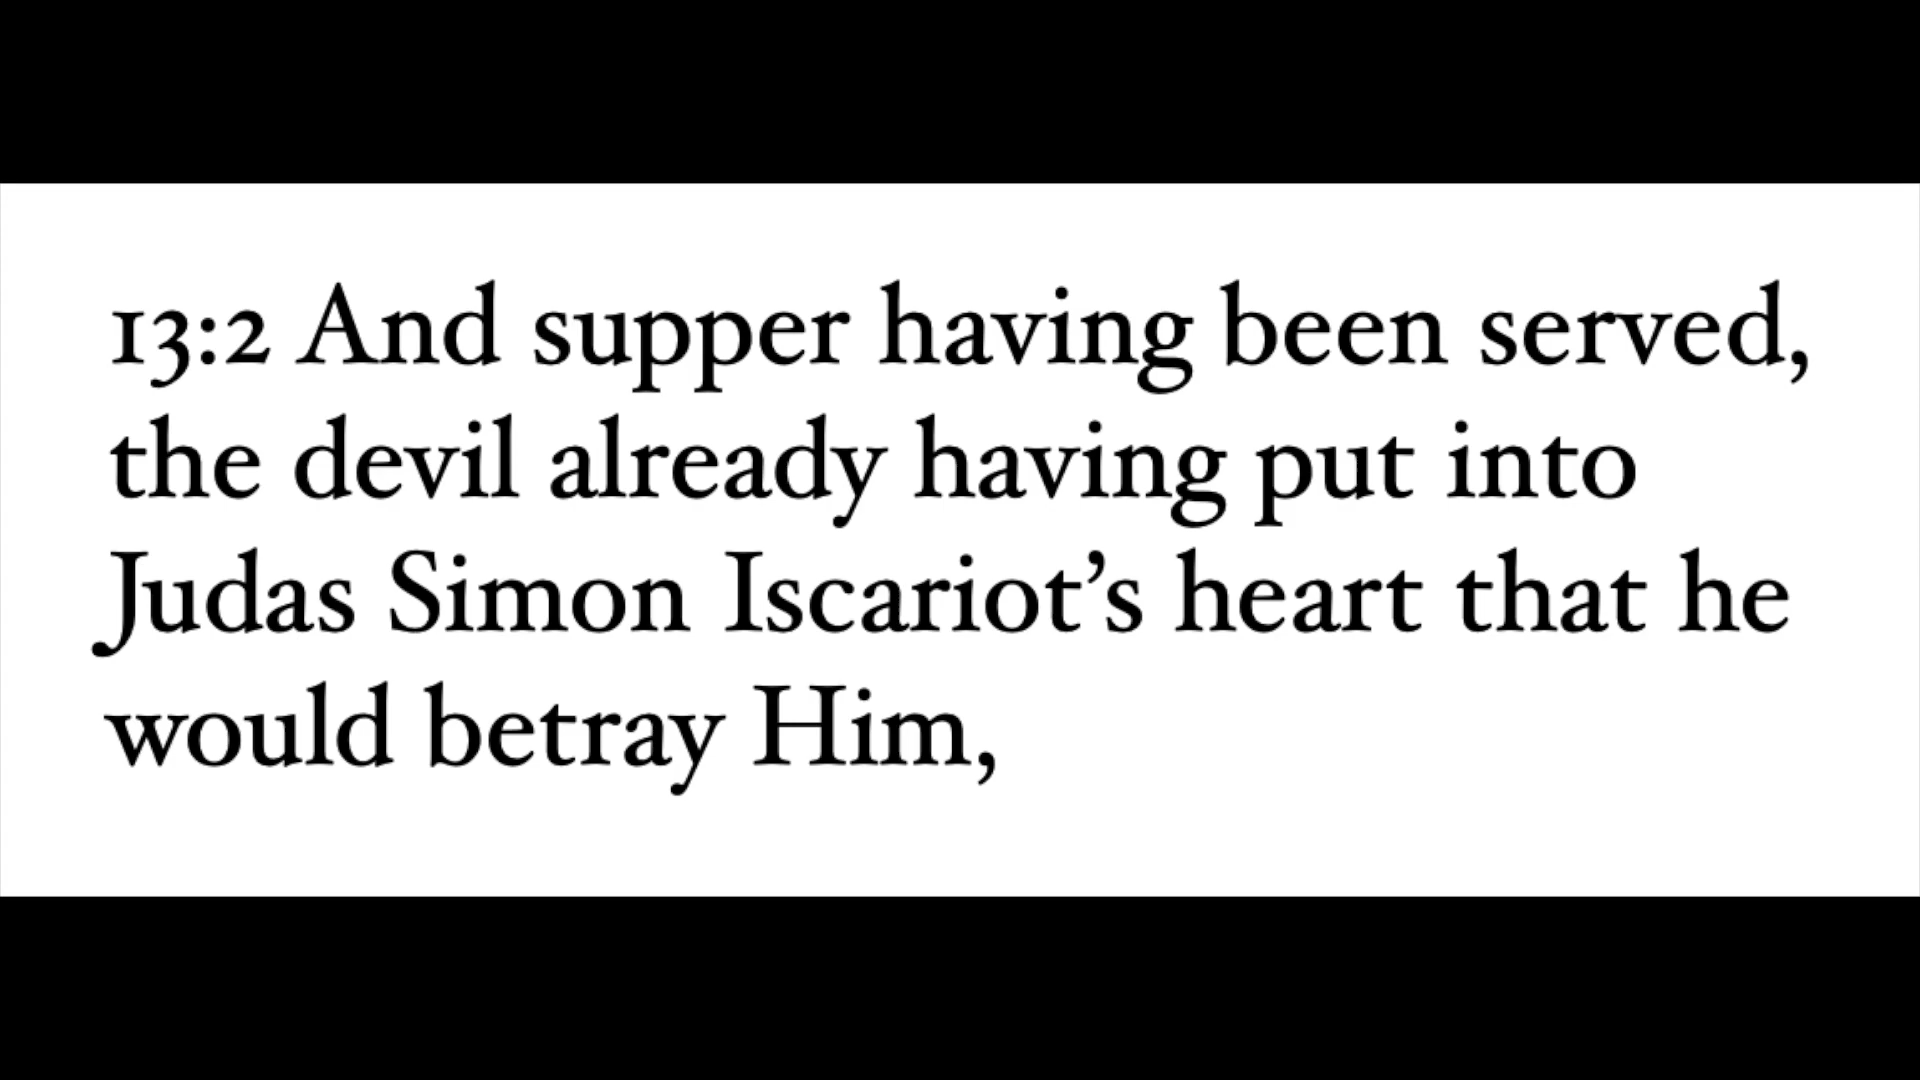 13:2 And supper having been served,
the devil already having put into
Judas Simon Iscariot’s heart that he
would betray Him,